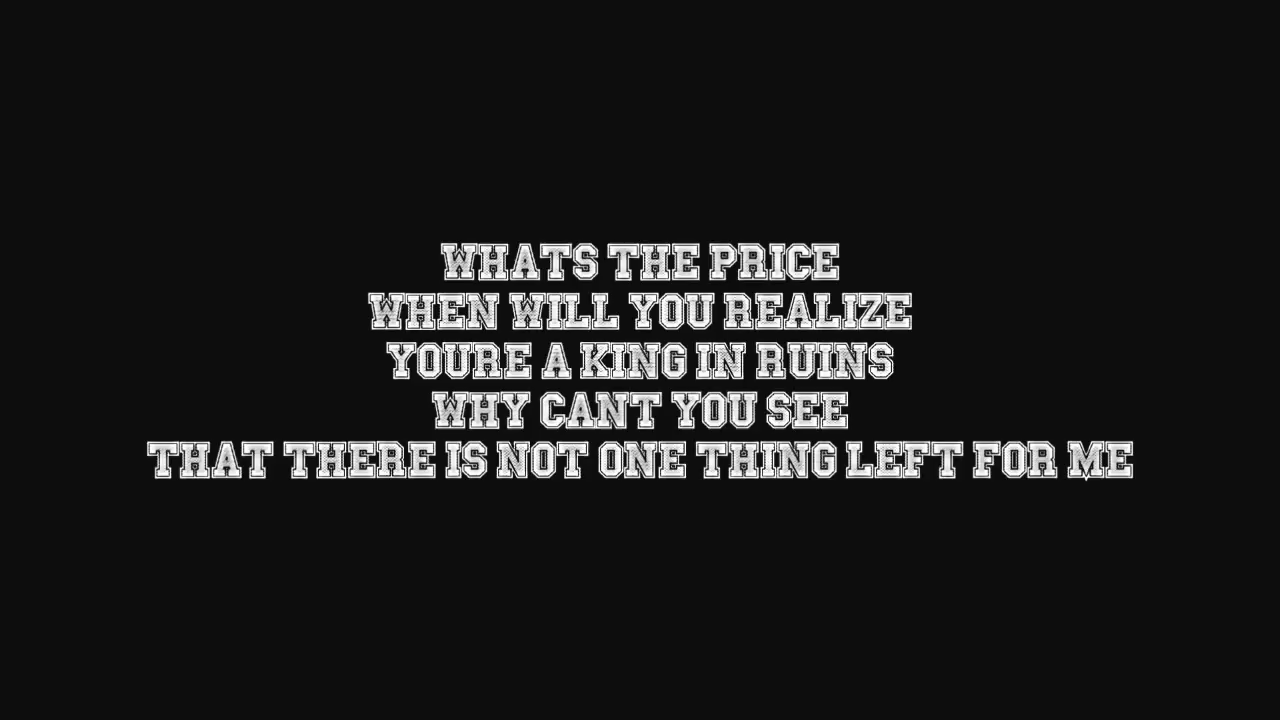 WHATS THE PRICE
WHEN WILL YOU REALIZE
YOURE A KING IN RUINS
WHY CANT YOU SEE
THAT THERE IS NOT ONE THING LEFT FOR ME